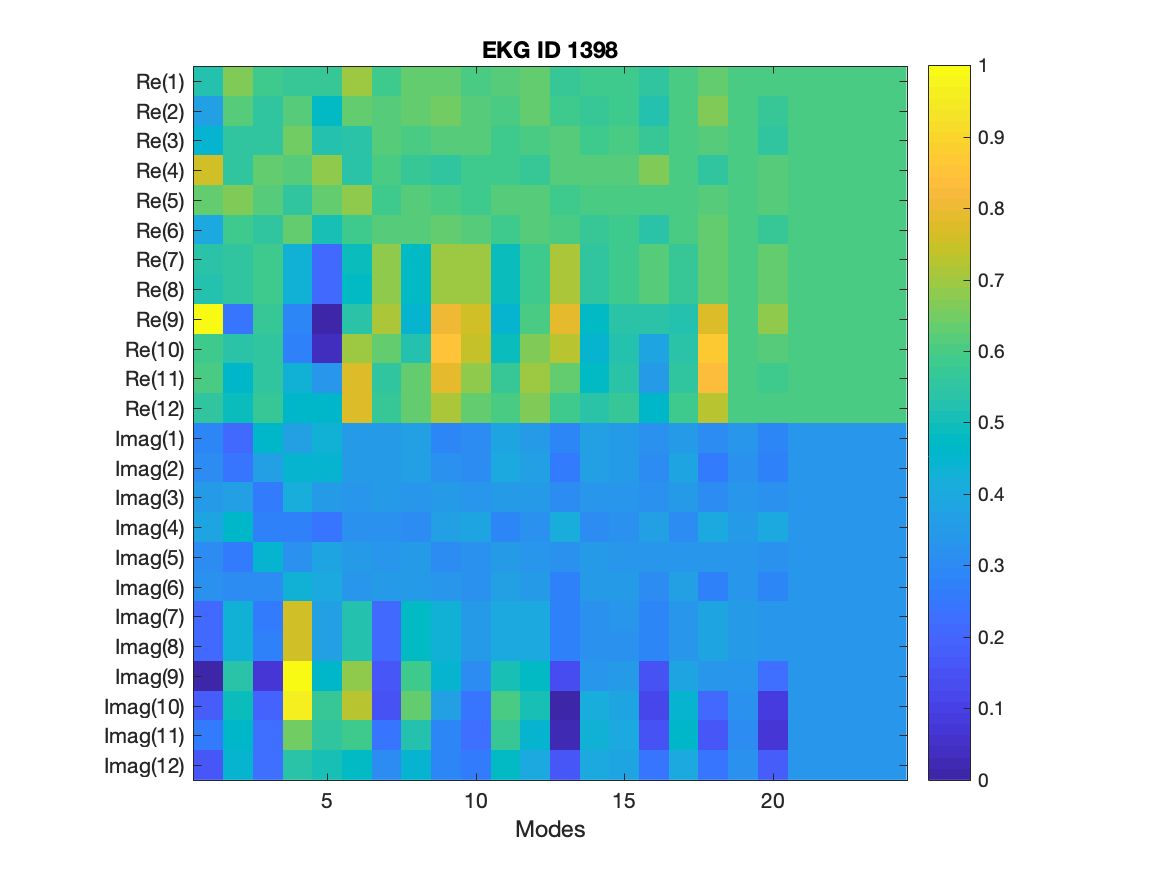 EKG ID 1398
Re(1)
Re(2)
Re(3)
Re(4)
Re(5)
Re(6)
Re(7)
Re(8)
Re(9)
Re(10)
Re(11)
Re(12)
Imag(1)
Imag(2)
Imag(3)
Imag(4)
Imag(5)
Imag(6)
Imag(7)
Imag(8)
Imag(9)
Imag(10)
Imag(11)
Imag(12)
5 10 15 20
Modes
1
0.9
0.8
0.7
0.6
0.5
0.4
0.3
0.2
0.1
0